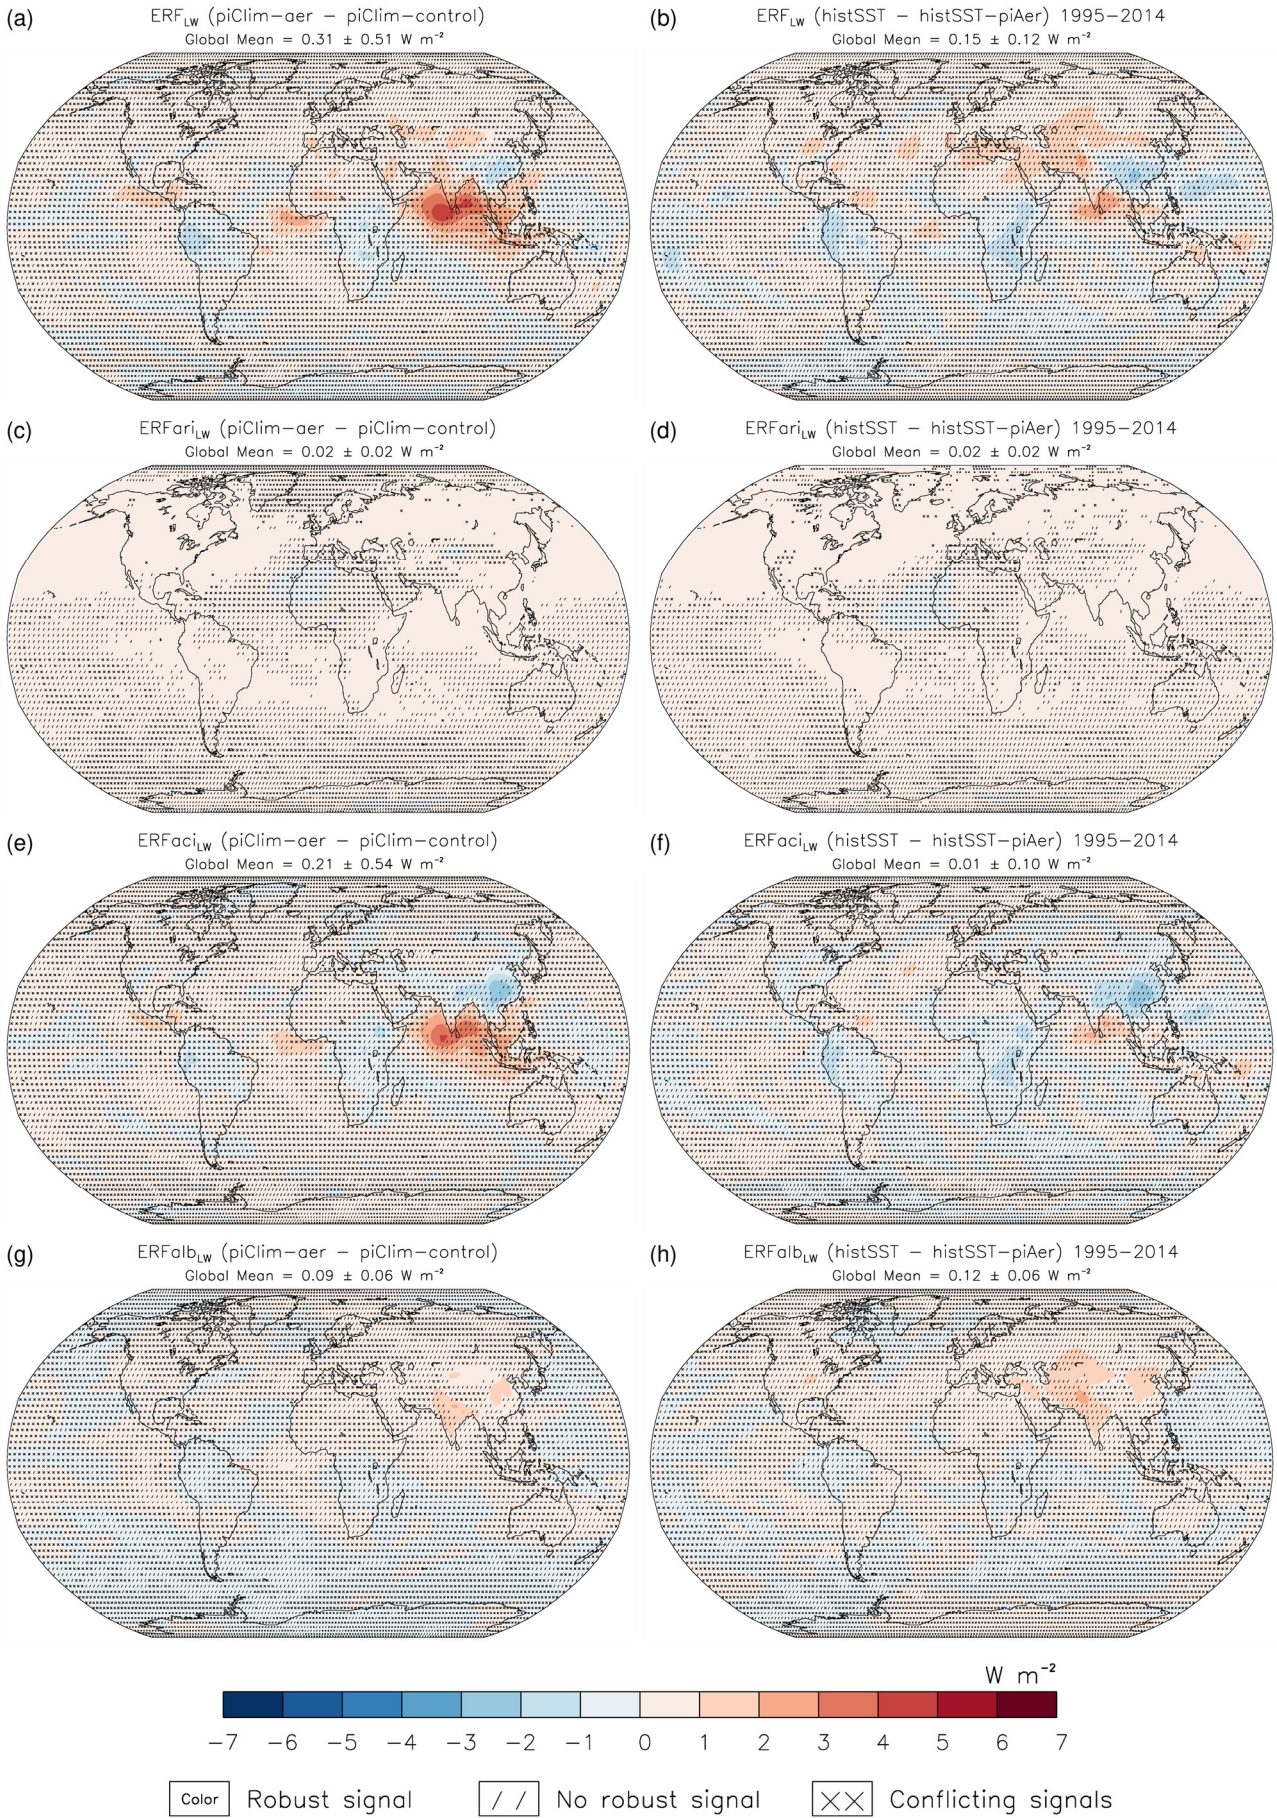 (a)
ERF_LW (piClim-aer - piClim-control)
Global Mean = 0.31 ± 0.51 W m⁻²
(b)
ERF_LW (histSST - histSST-piAer) 1995-2014
Global Mean = 0.15 ± 0.12 W m⁻²
(c)
ERFari_LW (piClim-aer - piClim-control)
Global Mean = 0.02 ± 0.02 W m⁻²
(d)
ERFari_LW (histSST - histSST-piAer) 1995-2014
Global Mean = 0.02 ± 0.02 W m⁻²
(e)
ERFaci_LW (piClim-aer - piClim-control)
Global Mean = 0.21 ± 0.54 W m⁻²
(f)
ERFaci_LW (histSST - histSST-piAer) 1995-2014
Global Mean = 0.01 ± 0.10 W m⁻²
(g)
ERFalb_LW (piClim-aer - piClim-control)
Global Mean = 0.09 ± 0.06 W m⁻²
(h)
ERFalb_LW (histSST - histSST-piAer) 1995-2014
Global Mean = 0.12 ± 0.06 W m⁻²
W m⁻²
-7 -6 -5 -4 -3 -2 -1 0 1 2 3 4 5 6 7
Color Robust signal // No robust signal XX Conflicting signals